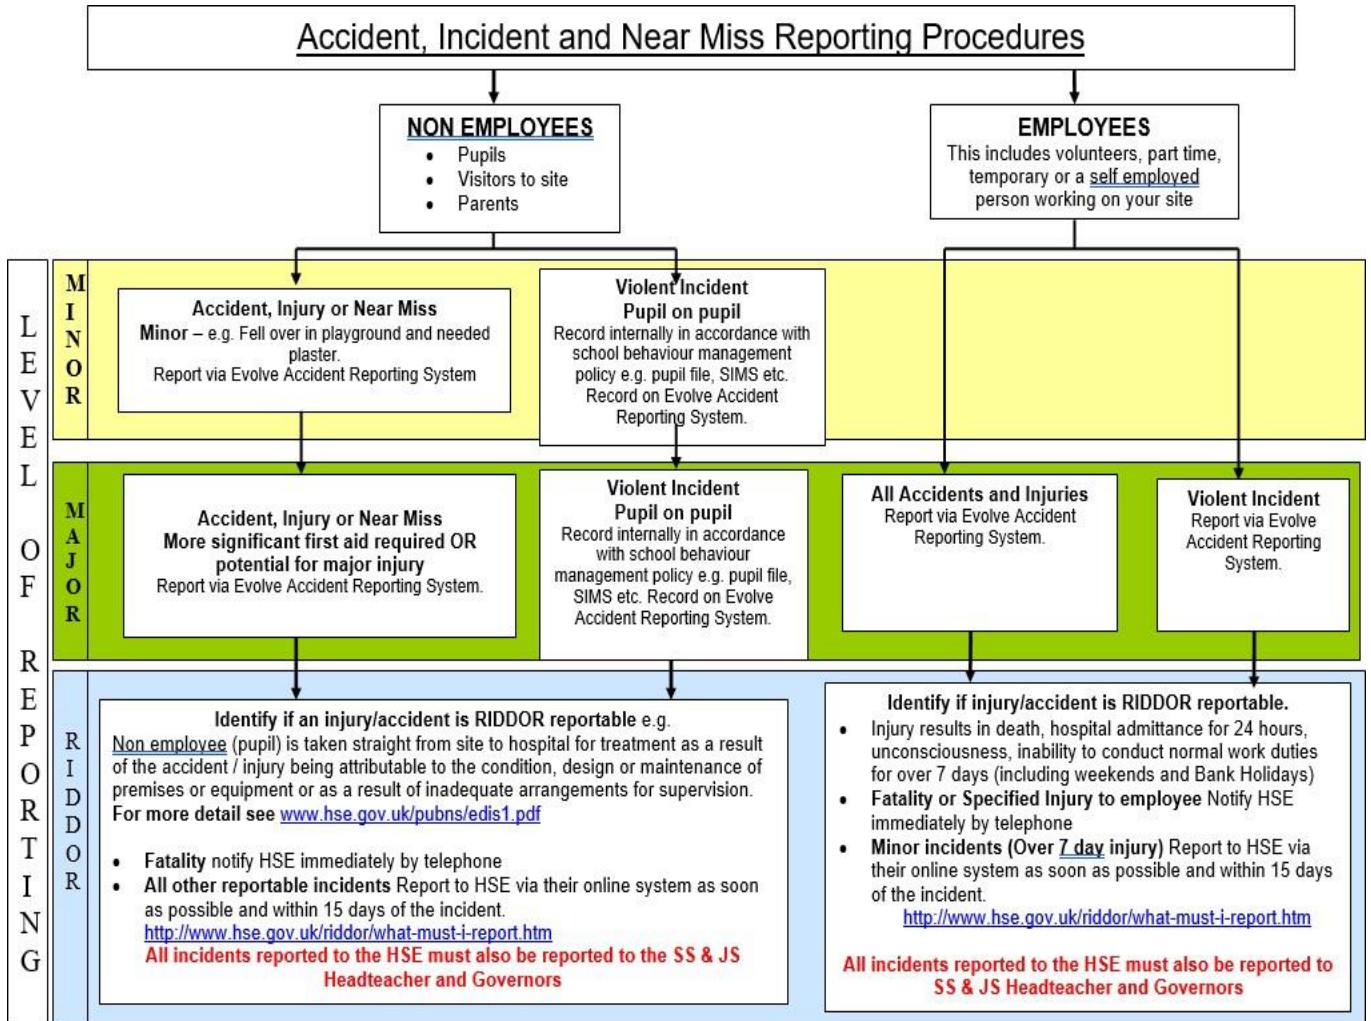 Accident, Incident and Near Miss Reporting Procedures
NON EMPLOYEES
• Pupils
• Visitors to site
• Parents
EMPLOYEES
This includes volunteers, part time,
temporary or a self employed
person working on your site
LEVEL OF REPORTING
MINOR
Accident, Injury or Near Miss
Minor – e.g. Fell over in playground and needed
plaster.
Report via Evolve Accident Reporting System
Violent Incident
Pupil on pupil
Record internally in accordance with
school behaviour management
policy e.g. pupil file, SIMS etc.
Record on Evolve Accident
Reporting System.
MAJOR
Accident, Injury or Near Miss
More significant first aid required OR
potential for major injury
Report via Evolve Accident Reporting System.
Violent Incident
Pupil on pupil
Record internally in accordance
with school behaviour
management policy e.g. pupil file,
SIMS etc. Record on Evolve
Accident Reporting System.
All Accidents and Injuries
Report via Evolve Accident
Reporting System.
Violent Incident
Report via Evolve
Accident Reporting
System.
RIDDOR
Identify if an injury/accident is RIDDOR reportable e.g.
Non employee (pupil) is taken straight from site to hospital for treatment as a result
of the accident / injury being attributable to the condition, design or maintenance of
premises or equipment or as a result of inadequate arrangements for supervision.
For more detail see www.hse.gov.uk/pubns/edis1.pdf
• Fatality notify HSE immediately by telephone
• All other reportable incidents Report to HSE via their online system as soon
as possible and within 15 days of the incident.
http://www.hse.gov.uk/riddor/what-must-i-report.htm
All incidents reported to the HSE must also be reported to the SS & JS
Headteacher and Governors
Identify if injury/accident is RIDDOR reportable.
• Injury results in death, hospital admittance for 24 hours,
unconsciousness, inability to conduct normal work duties
for over 7 days (including weekends and Bank Holidays)
• Fatality or Specified Injury to employee Notify HSE
immediately by telephone
• Minor incidents (Over 7 day injury) Report to HSE via
their online system as soon as possible and within 15 days
of the incident.
http://www.hse.gov.uk/riddor/what-must-i-report.htm
All incidents reported to the HSE must also be reported to
SS & JS Headteacher and Governors